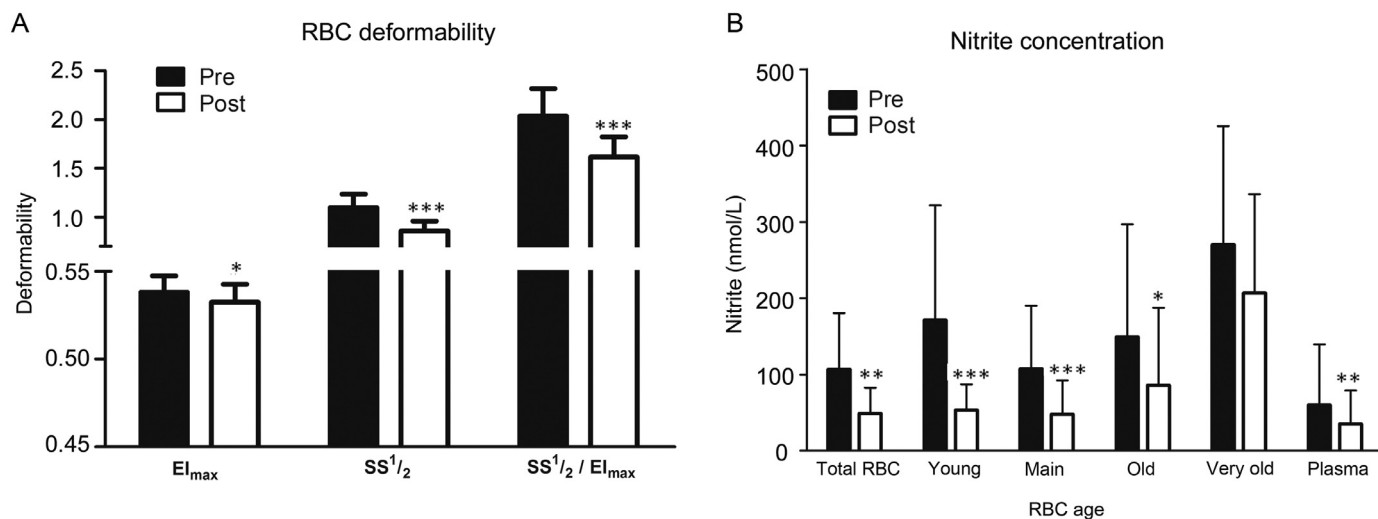 A
RBC deformability
Pre
Post
Deformability
2.5
2.0
1.5
1.0
0.55
0.50
0.45
*
***
***
EImax
SS¹/₂
SS¹/₂ / EImax
B
Nitrite concentration
Pre
Post
Nitrite (nmol/L)
500
400
300
200
100
0
**
***
***
*
**
Total RBC
Young
Main
Old
Very old
Plasma
RBC age